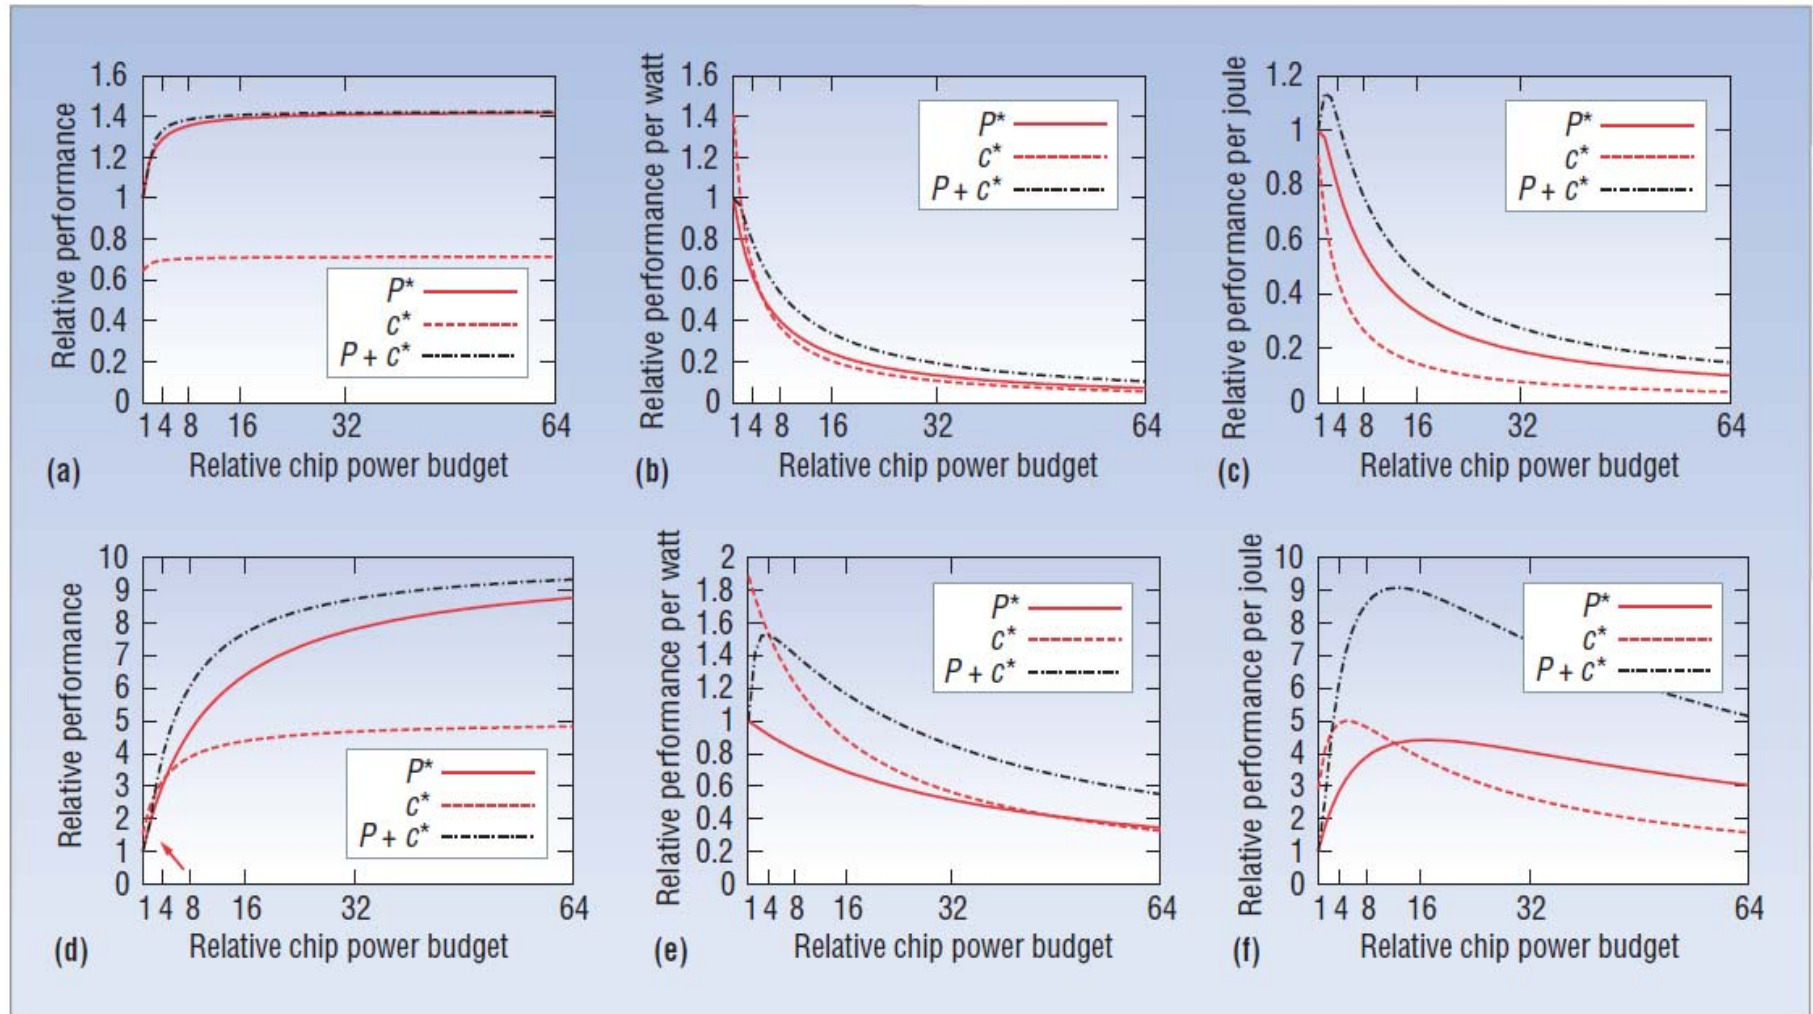 Relative performance
1.6
1.4
1.2
1
0.8
0.6
0.4
0.2
0
P*
c*
P + c*
1 4 8 16 32 64
(a) Relative chip power budget
Relative performance per watt
1.6
1.4
1.2
1
0.8
0.6
0.4
0.2
0
P*
c*
P + c*
1 4 8 16 32 64
(b) Relative chip power budget
Relative performance per joule
1.2
1
0.8
0.6
0.4
0.2
0
P*
c*
P + c*
1 4 8 16 32 64
(c) Relative chip power budget
Relative performance
10
9
8
7
6
5
4
3
2
1
0
P*
c*
P + c*
1 4 8 16 32 64
(d) Relative chip power budget
Relative performance per watt
2
1.8
1.6
1.4
1.2
1
0.8
0.6
0.4
0.2
0
P*
c*
P + c*
1 4 8 16 32 64
(e) Relative chip power budget
Relative performance per joule
10
9
8
7
6
5
4
3
2
1
0
P*
c*
P + c*
1 4 8 16 32 64
(f) Relative chip power budget